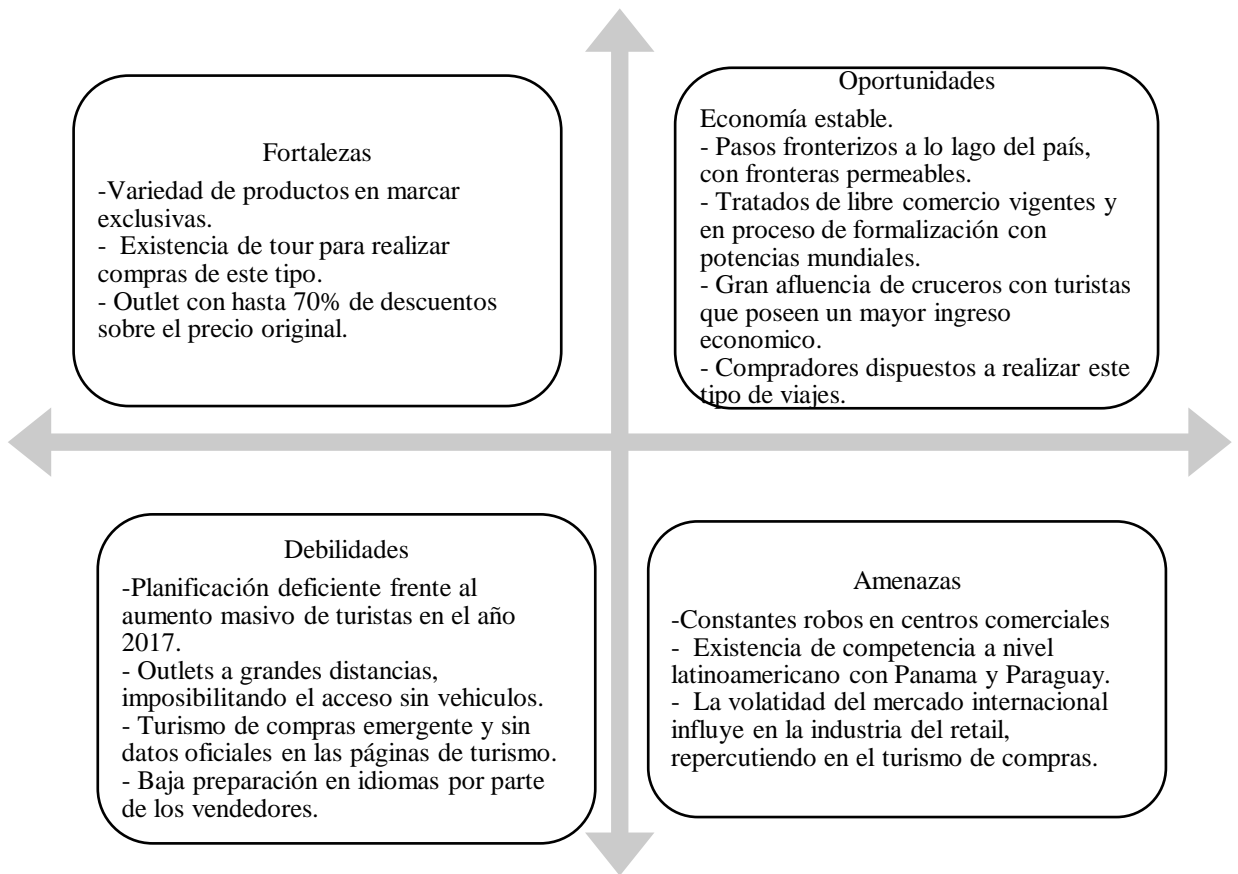 Fortalezas
-Variedad de productos en marcar
exclusivas.
- Existencia de tour para realizar
compras de este tipo.
- Outlet con hasta 70% de descuentos
sobre el precio original.
Oportunidades
Economía estable.
- Pasos fronterizos a lo lago del país,
con fronteras permeables.
- Tratados de libre comercio vigentes y
en proceso de formalización con
potencias mundiales.
- Gran afluencia de cruceros con turistas
que poseen un mayor ingreso
economico.
- Compradores dispuestos a realizar este
tipo de viajes.
Debilidades
-Planificación deficiente frente al
aumento masivo de turistas en el año
2017.
- Outlets a grandes distancias,
imposibilitando el acceso sin vehiculos.
- Turismo de compras emergente y sin
datos oficiales en las páginas de turismo.
- Baja preparación en idiomas por parte
de los vendedores.
Amenazas
-Constantes robos en centros comerciales
- Existencia de competencia a nivel
latinoamericano con Panama y Paraguay.
- La volatidad del mercado internacional
influye en la industria del retail,
repercutiendo en el turismo de compras.